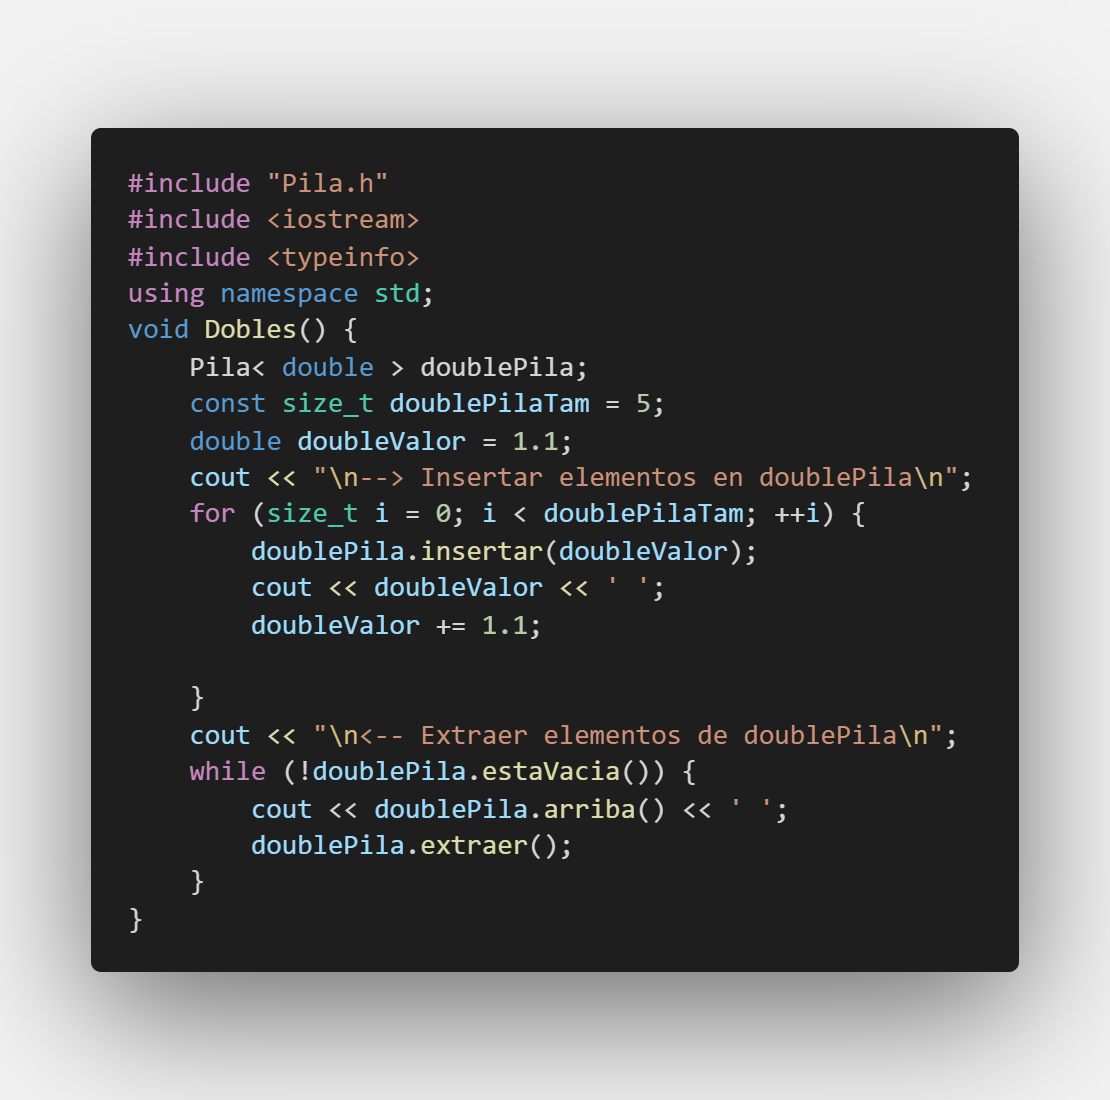 #include "Pila.h"
#include <iostream>
#include <typeinfo>
using namespace std;
void Dobles() {
    Pila< double > doublePila;
    const size_t doublePilaTam = 5;
    double doubleValor = 1.1;
    cout << "\n--> Insertar elementos en doublePila\n";
    for (size_t i = 0; i < doublePilaTam; ++i) {
        doublePila.insertar(doubleValor);
        cout << doubleValor << ' ';
        doubleValor += 1.1;

    }
    cout << "\n<-- Extraer elementos de doublePila\n";
    while (!doublePila.estaVacia()) {
        cout << doublePila.arriba() << ' ';
        doublePila.extraer();
    }
}